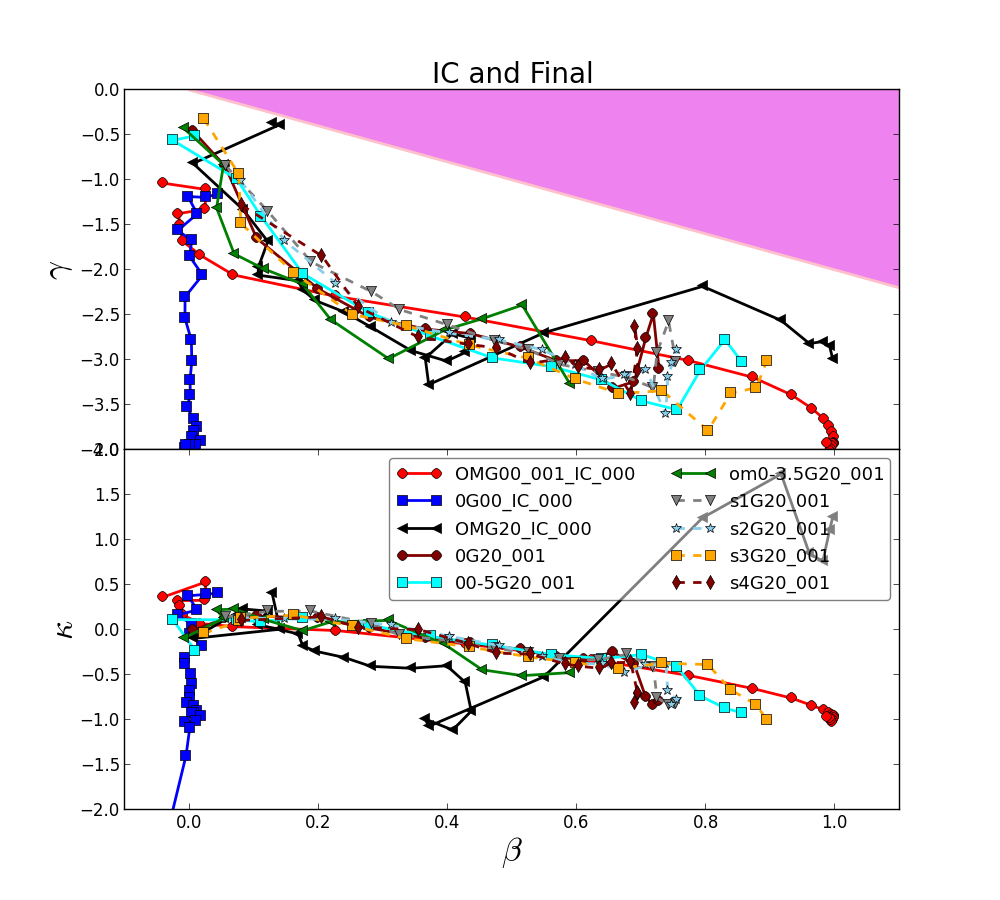 IC and Final
0.0
−0.5
−1.0
−1.5
−2.0
−2.5
−3.0
−3.5
−4.0
γ
2.0
1.5
1.0
0.5
0.0
−0.5
−1.0
−1.5
−2.0
κ
OMG00_001_IC_000
0G00_IC_000
OMG20_IC_000
0G20_001
00-5G20_001
om0-3.5G20_001
s1G20_001
s2G20_001
s3G20_001
s4G20_001
0.0 0.2 0.4 0.6 0.8 1.0
β